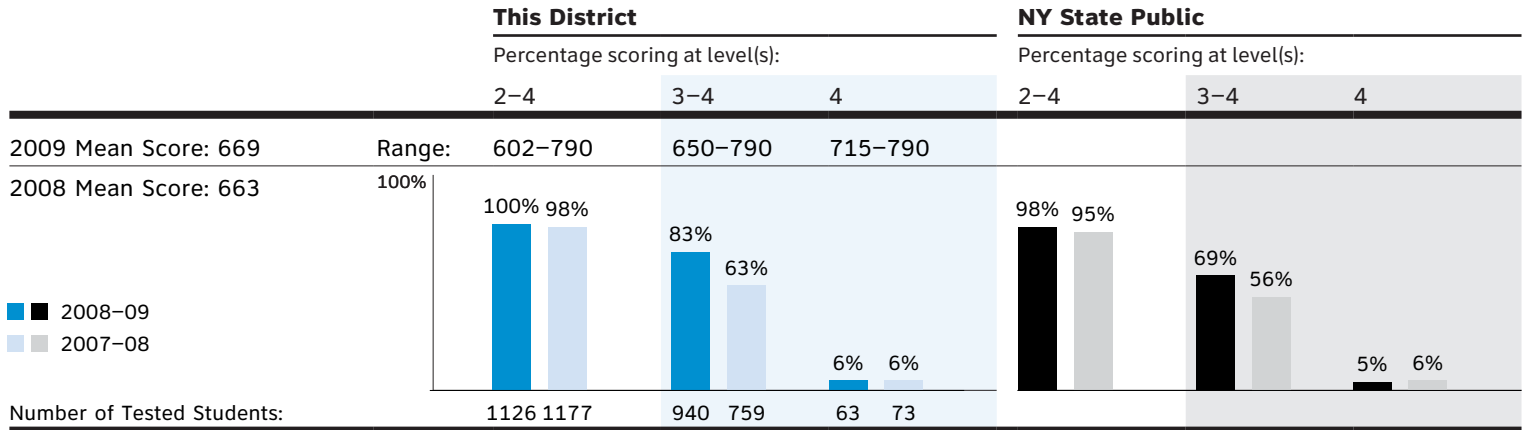 This District NY State Public
Percentage scoring at level(s): Percentage scoring at level(s):
2–4 3–4 4 2–4 3–4 4
2009 Mean Score: 669 Range: 602–790 650–790 715–790
2008 Mean Score: 663 100%
100% 98% 83% 63% 6% 6% 98% 95% 69% 56% 5% 6%
2008–09
2007–08
Number of Tested Students: 1126 1177 940 759 63 73